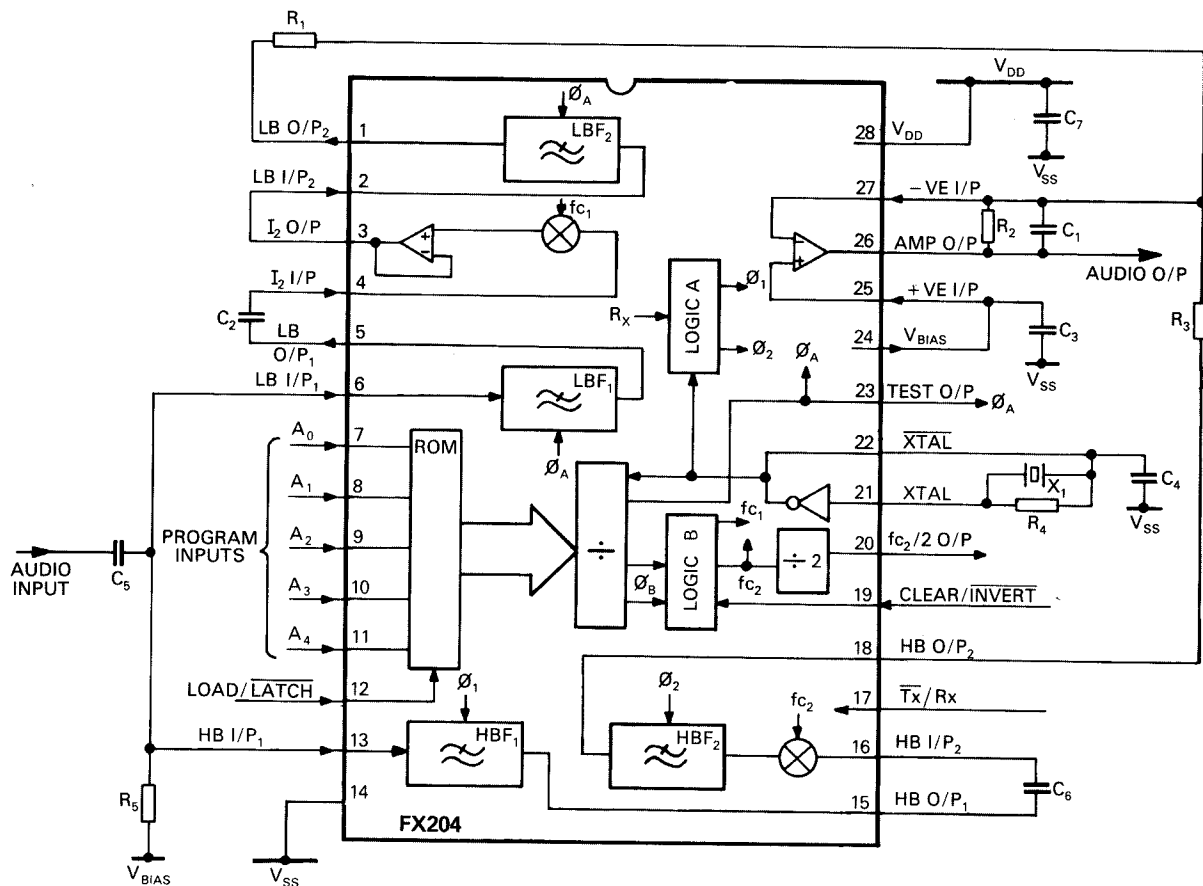 R1
VDD
ØA
LBF2
LB O/P2
1
28
VDD
C7
VSS
LB I/P2
2
fc1
27
−VE I/P
I2 O/P
3
+
−
−
+
R2
C1
26
AMP O/P
AUDIO O/P
LOGIC A
Ø1
I2 I/P
4
25
+VE I/P
C2
RX
R3
5
LB
O/P1
Ø2
24
VBIAS
C3
VSS
ØA
LB I/P1
6
LBF1
23
TEST O/P
ØA
A0
7
ROM
ØA
22
XTAL
A1
8
21
XTAL
X1
C4
R4
VSS
PROGRAM
INPUTS
A2
9
÷
LOGIC B
fc1
÷ 2
20
fc2/2 O/P
AUDIO
INPUT
C5
A3
10
ØB
fc2
19
CLEAR/INVERT
A4
11
18
HB O/P2
LOAD/LATCH
12
Ø1
Ø2
fc2
17
Tx/Rx
HB I/P1
13
HBF1
HBF2
16
HB I/P2
R5
14
15
HB O/P1
C6
FX204
VBIAS
VSS